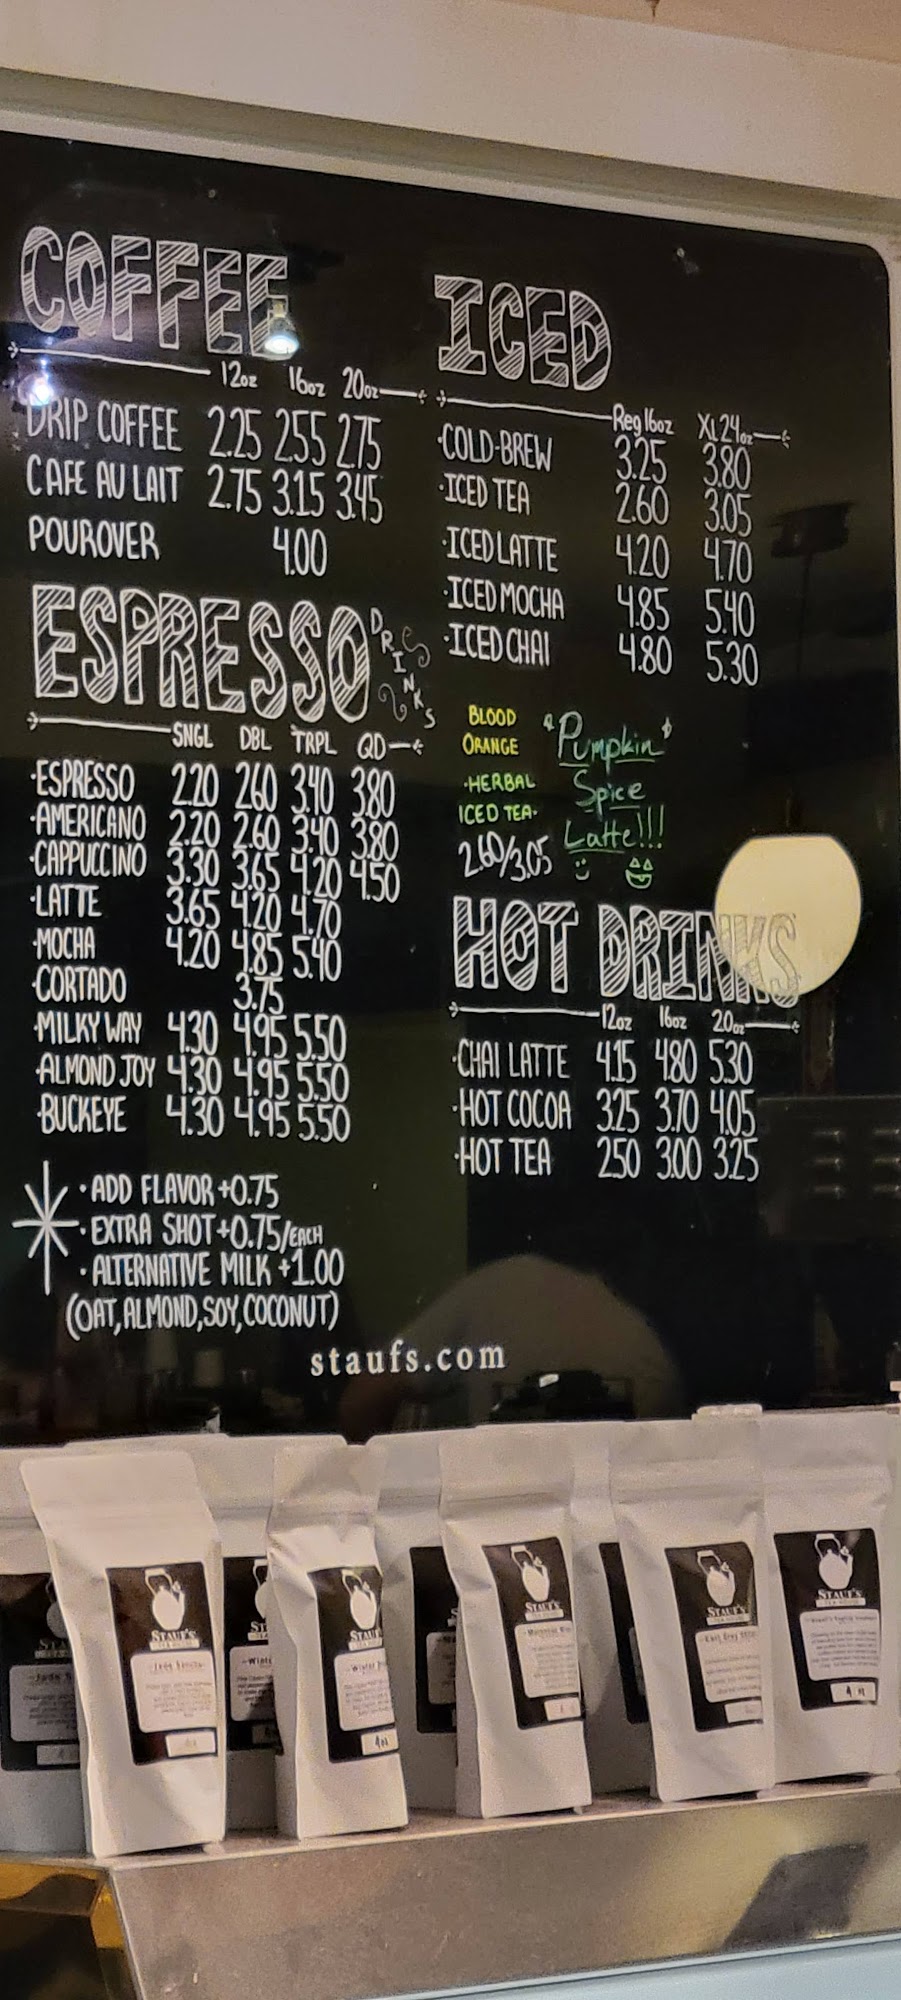 COFFEE
12oz 16oz 20oz
DRIP COFFEE 2.25 2.55 2.75
CAFE AU LAIT 2.75 3.15 3.45
POUROVER 4.00
ESPRESSO DRINKS
SNGL DBL TRPL QD
·ESPRESSO 2.20 2.60 3.40 3.80
·AMERICANO 2.20 2.60 3.40 3.80
·CAPPUCCINO 3.30 3.65 4.20 4.50
·LATTE 3.65 4.20 4.70
·MOCHA 4.20 4.85 5.40
·CORTADO 3.75
·MILKY WAY 4.30 4.95 5.50
·ALMOND JOY 4.30 4.95 5.50
·BUCKEYE 4.30 4.95 5.50
· ADD FLAVOR +0.75
· EXTRA SHOT +0.75/EACH
· ALTERNATIVE MILK +1.00
(OAT, ALMOND, SOY, COCONUT)
ICED
Reg 16oz XL 24oz
·COLD-BREW 3.25 3.80
·ICED TEA 2.60 3.05
·ICED LATTE 4.20 4.70
·ICED MOCHA 4.85 5.40
·ICED CHAI 4.80 5.30
BLOOD
ORANGE
·HERBAL
ICED TEA·
2.60/3.05
Pumpkin
Spice
Latte!!!
HOT DRINKS
12oz 16oz 20oz
·CHAI LATTE 4.15 4.80 5.30
·HOT COCOA 3.25 3.70 4.05
·HOT TEA 2.50 3.00 3.25
staufs.com
STAUF'S
STAUF'S
STAUF'S
STAUF'S
STAUF'S